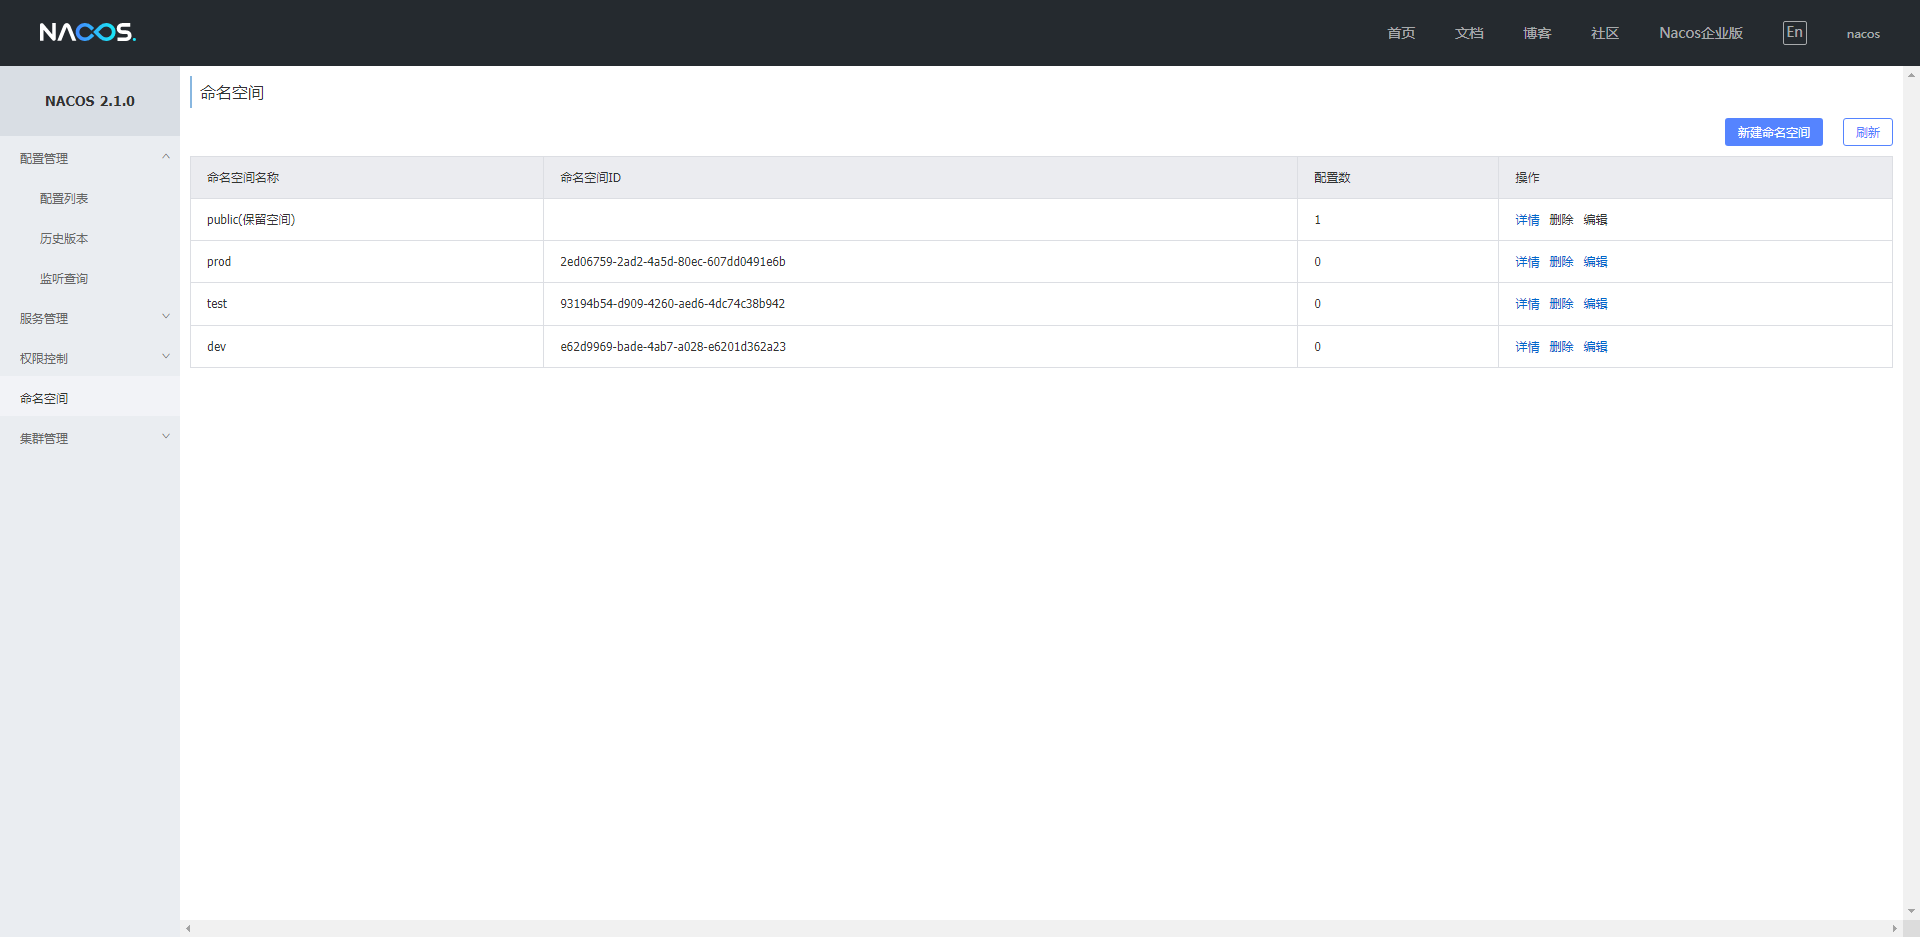 NACOS.
首页 文档 博客 社区 Nacos企业版 En nacos
NACOS 2.1.0
配置管理
配置列表
历史版本
监听查询
服务管理
权限控制
命名空间
集群管理
命名空间
新建命名空间 刷新
命名空间名称 命名空间ID 配置数 操作
public(保留空间) 1 详情 删除 编辑
prod 2ed06759-2ad2-4a5d-80ec-607dd0491e6b 0 详情 删除 编辑
test 93194b54-d909-4260-aed6-4dc74c38b942 0 详情 删除 编辑
dev e62d9969-bade-4ab7-a028-e6201d362a23 0 详情 删除 编辑